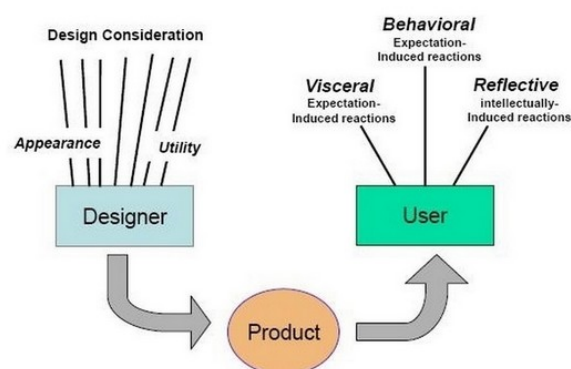 Design Consideration
Appearance
Utility
Designer
Behavioral
Expectation-
Induced reactions
Visceral
Expectation-
Induced reactions
Reflective
intellectually-
Induced reactions
User
Product